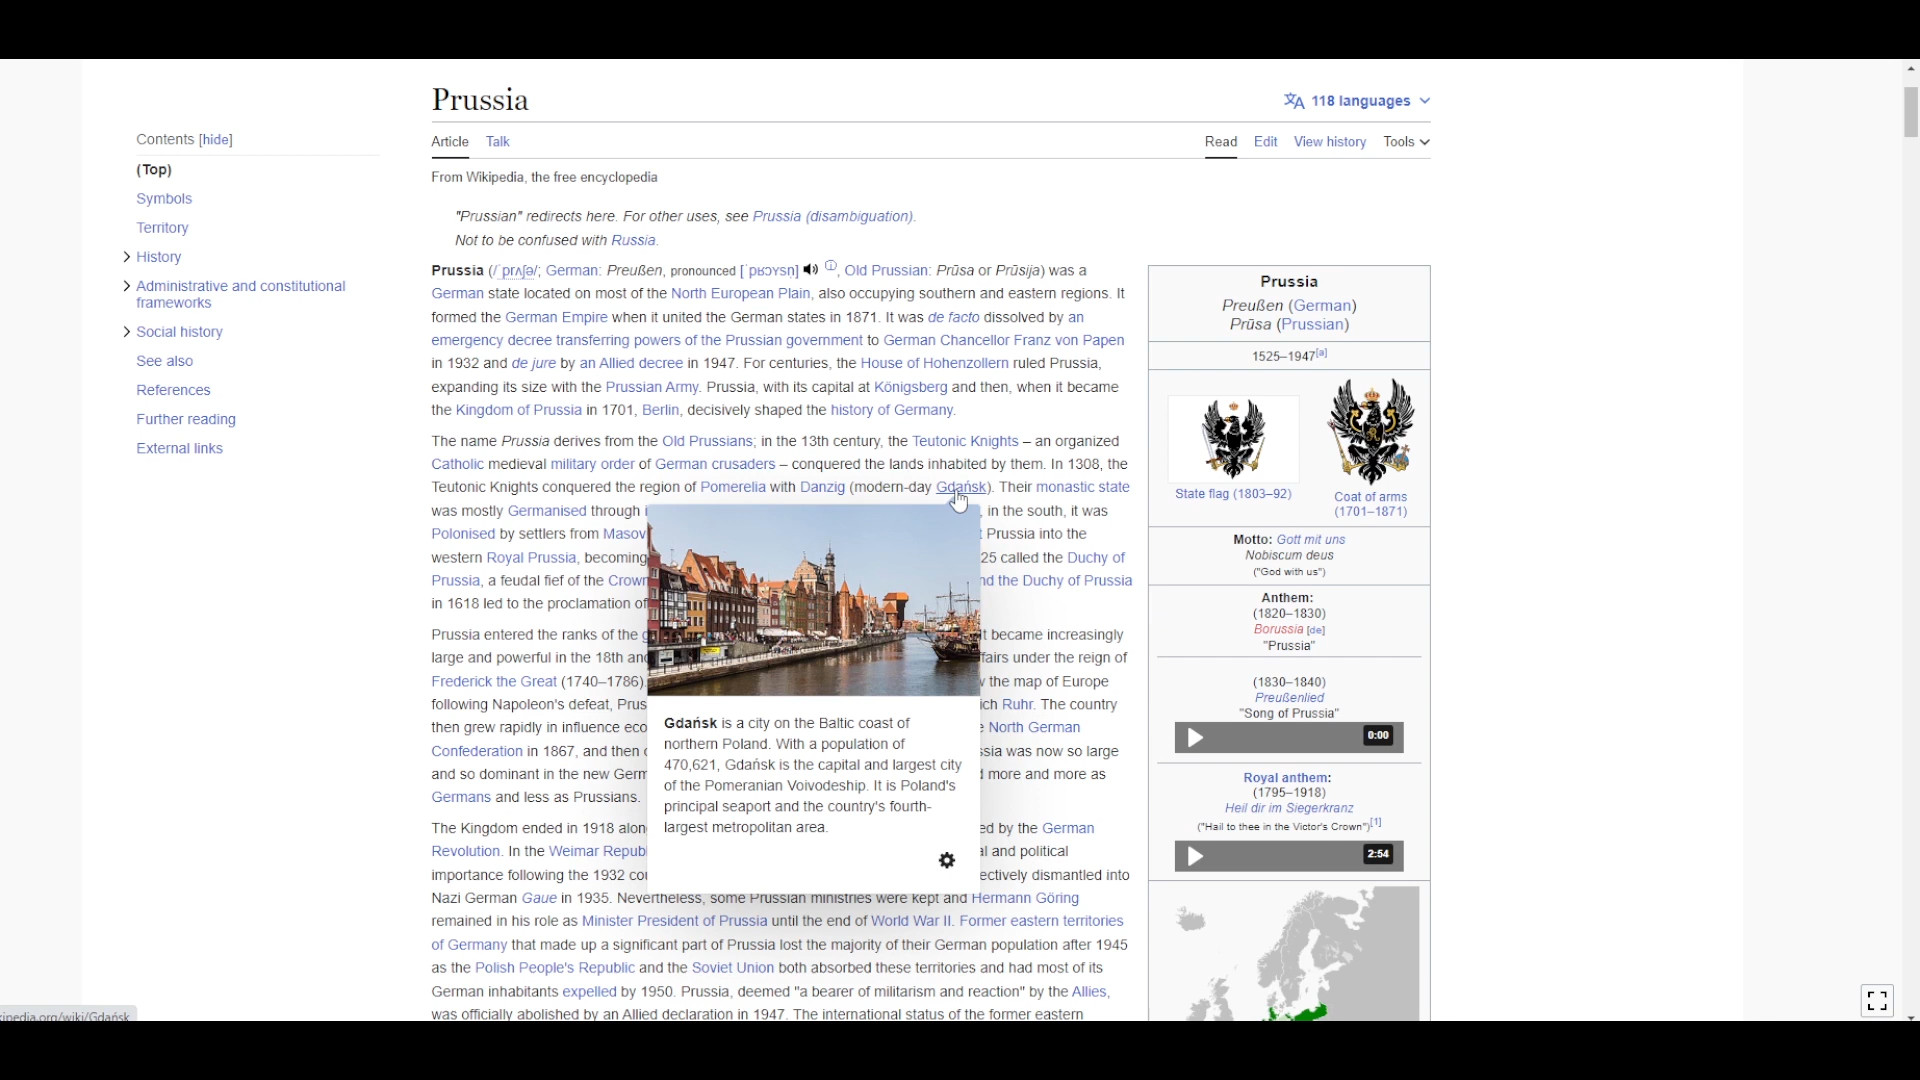 Prussia
118 languages
Contents [hide]
Article Talk
Read Edit View history Tools
(Top)
From Wikipedia, the free encyclopedia
Symbols
Territory
History
Administrative and constitutional
frameworks
Social history
See also
References
Further reading
External links
"Prussian" redirects here. For other uses, see Prussia (disambiguation).
Not to be confused with Russia.
Prussia (/ˈprʌʃə/; German: Preußen, pronounced [ˈpʁɔʏsn̩] ⓘ, Old Prussian: Prūsa or Prūsija) was a
German state located on most of the North European Plain, also occupying southern and eastern regions. It
formed the German Empire when it united the German states in 1871. It was de facto dissolved by an
emergency decree transferring powers of the Prussian government to German Chancellor Franz von Papen
in 1932 and de jure by an Allied decree in 1947. For centuries, the House of Hohenzollern ruled Prussia,
expanding its size with the Prussian Army. Prussia, with its capital at Königsberg and then, when it became
the Kingdom of Prussia in 1701, Berlin, decisively shaped the history of Germany.
The name Prussia derives from the Old Prussians; in the 13th century, the Teutonic Knights – an organized
Catholic medieval military order of German crusaders – conquered the lands inhabited by them. In 1308, the
Teutonic Knights conquered the region of Pomerelia with Danzig (modern-day Gdańsk). Their monastic state
was mostly Germanised through , in the south, it was
Polonised by settlers from Masov Prussia into the
western Royal Prussia, becoming 25 called the Duchy of
Prussia, a feudal fief of the Crown nd the Duchy of Prussia
in 1618 led to the proclamation of
Prussia entered the ranks of the g It became increasingly
large and powerful in the 18th and fairs under the reign of
Frederick the Great (1740–1786). the map of Europe
following Napoleon's defeat, Prus ich Ruhr. The country
then grew rapidly in influence eco North German
Confederation in 1867, and then ssia was now so large
and so dominant in the new Germ more and more as
Germans and less as Prussians.
The Kingdom ended in 1918 alon ed by the German
Revolution. In the Weimar Republ al and political
importance following the 1932 cou ectively dismantled into
Nazi German Gaue in 1935. Nevertheless, some Prussian ministries were kept and Hermann Göring
remained in his role as Minister President of Prussia until the end of World War II. Former eastern territories
of Germany that made up a significant part of Prussia lost the majority of their German population after 1945
as the Polish People's Republic and the Soviet Union both absorbed these territories and had most of its
German inhabitants expelled by 1950. Prussia, deemed "a bearer of militarism and reaction" by the Allies,
was officially abolished by an Allied declaration in 1947. The international status of the former eastern
Gdańsk is a city on the Baltic coast of
northern Poland. With a population of
470,621, Gdańsk is the capital and largest city
of the Pomeranian Voivodeship. It is Poland's
principal seaport and the country's fourth-
largest metropolitan area.
Prussia
Preußen (German)
Prūsa (Prussian)
1525–1947[a]
State flag (1803–92)
Coat of arms
(1701–1871)
Motto: Gott mit uns
Nobiscum deus
("God with us")
Anthem:
(1820–1830)
Borussia [de]
"Prussia"
(1830–1840)
Preußenlied
"Song of Prussia"
0:00
Royal anthem:
(1795–1918)
Heil dir im Siegerkranz
("Hail to thee in the Victor's Crown")[1]
2:54
kipedia.org/wiki/Gdańsk